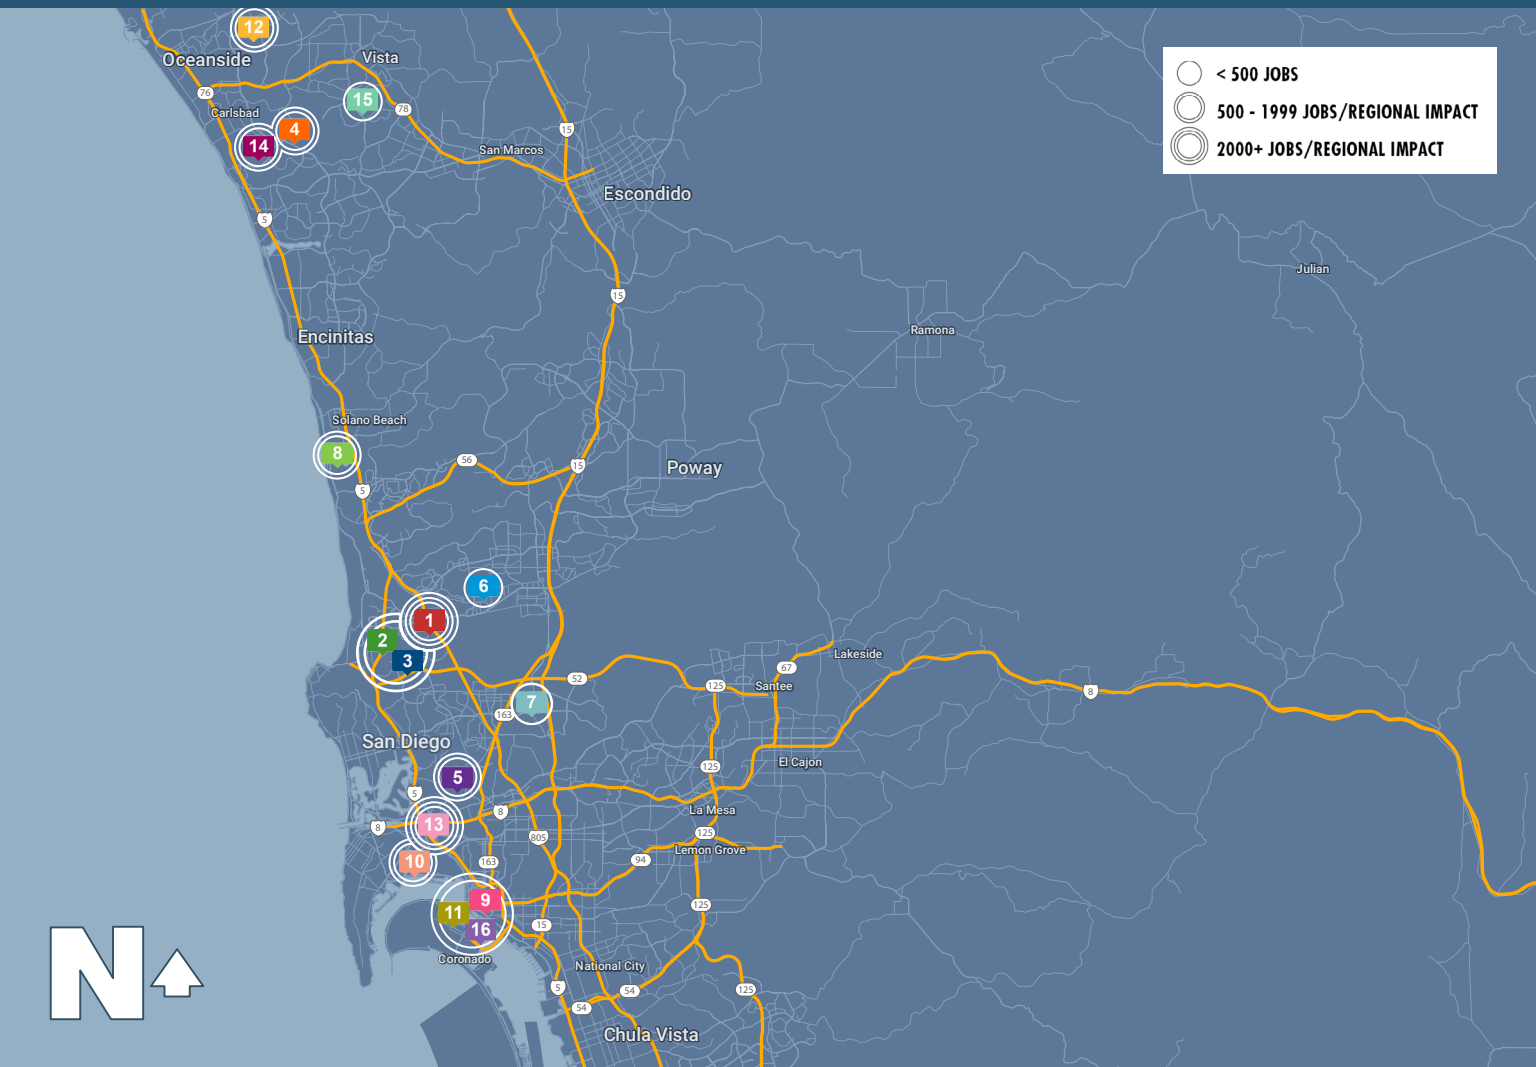 12
Oceanside
Vista
76
15
78
Carlsbad
4
14
15
San Marcos
Escondido
5
< 500 JOBS
500 - 1999 JOBS/REGIONAL IMPACT
2000+ JOBS/REGIONAL IMPACT
Julian
15
Ramona
Encinitas
Solano Beach
8
56
15
Poway
5
6
1
2
3
Lakeside
67
52
125
Santee
8
7
163
San Diego
125
El Cajon
5
5
8
La Mesa
13
8
805
125
Lemon Grove
10
163
94
9
125
11
16
15
Coronado
National City
5
54
125
54
Chula Vista
N